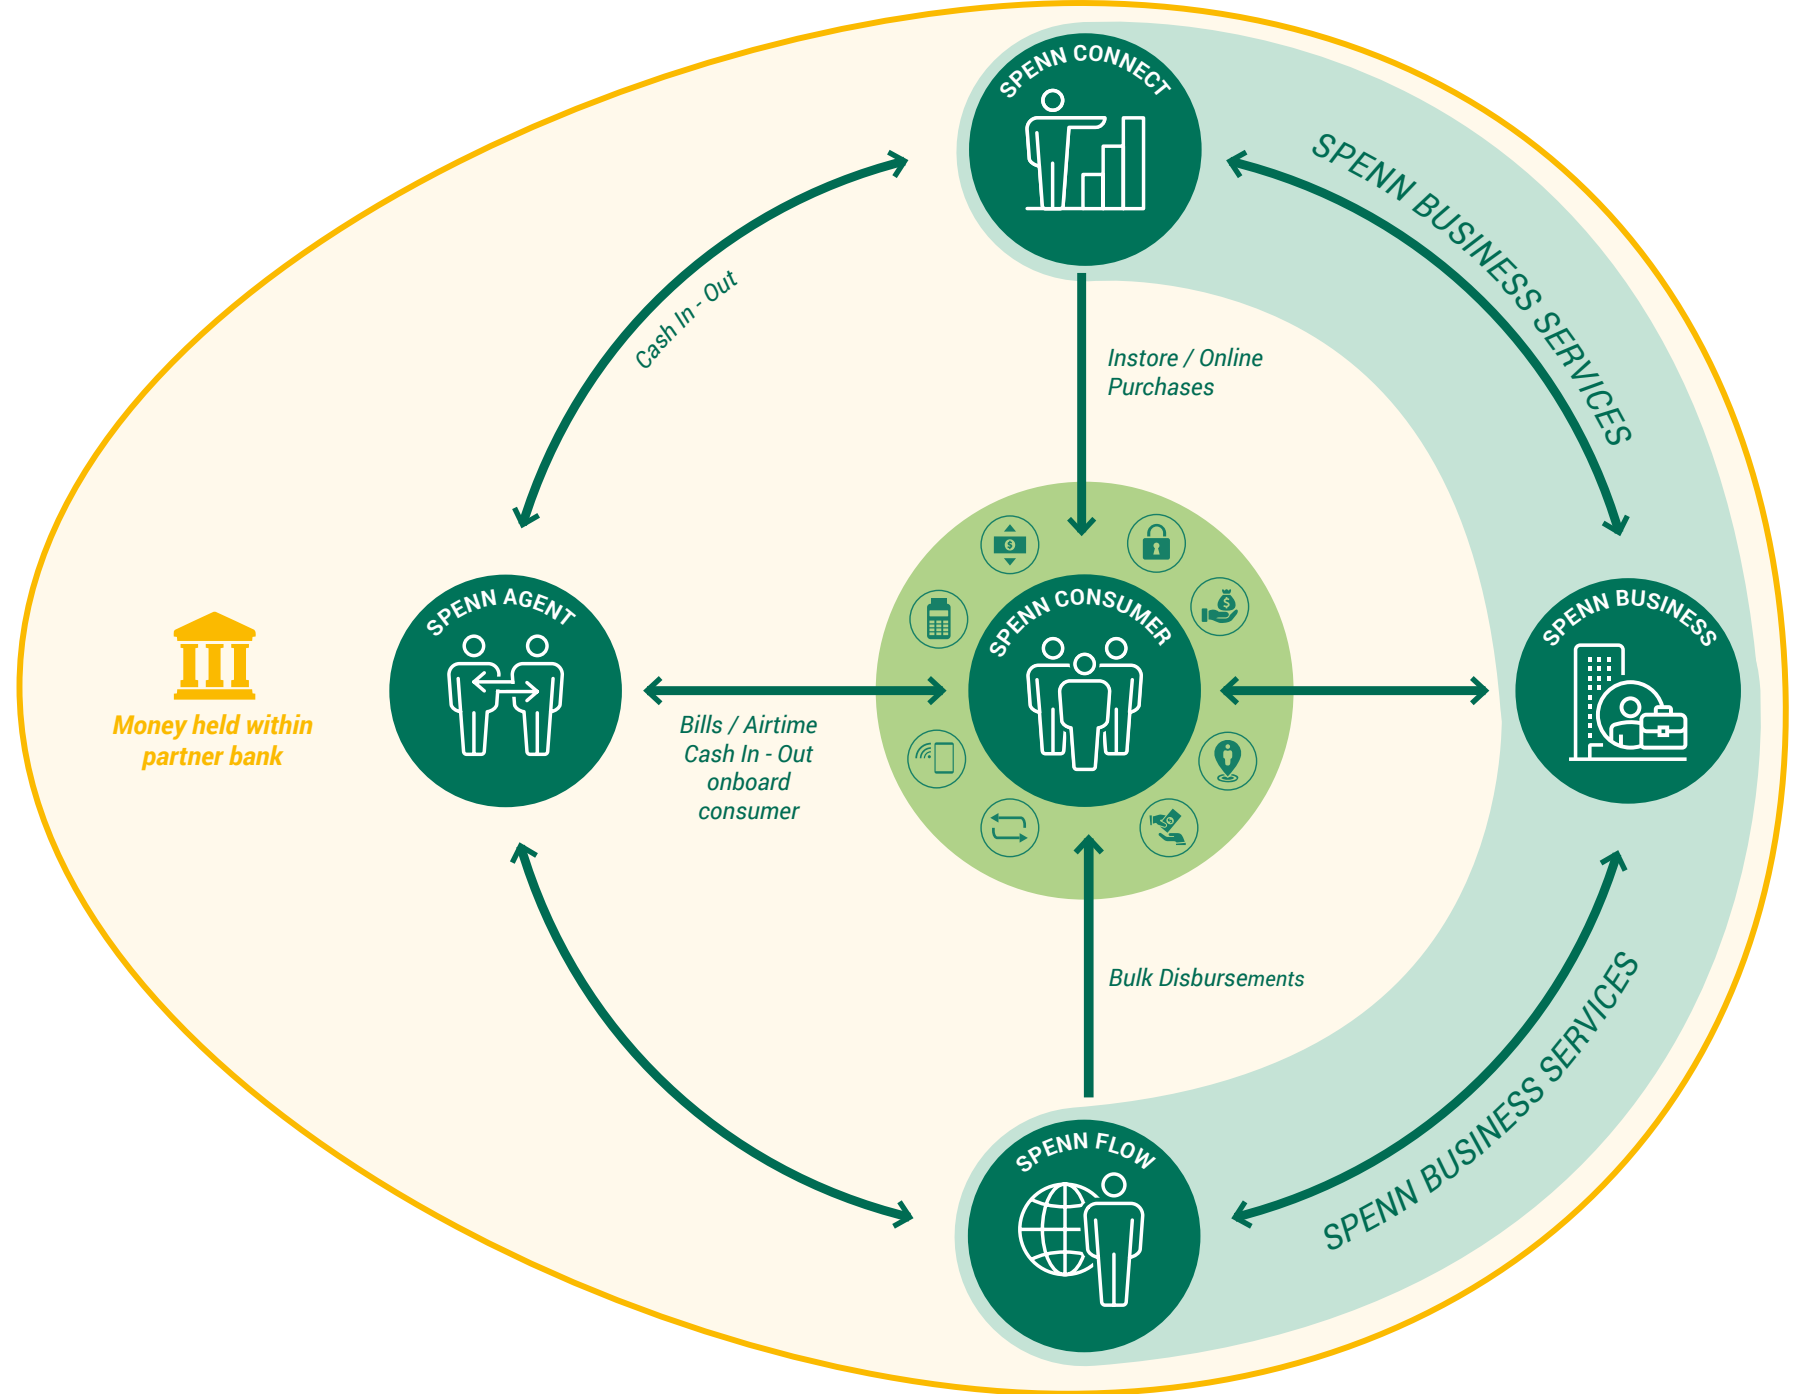 SPENN CONNECT
SPENN BUSINESS SERVICES
Cash In - Out
Instore / Online
Purchases
SPENN AGENT
SPENN CONSUMER
SPENN BUSINESS
Money held within
partner bank
Bills / Airtime
Cash In - Out
onboard
consumer
Bulk Disbursements
SPENN BUSINESS SERVICES
SPENN FLOW